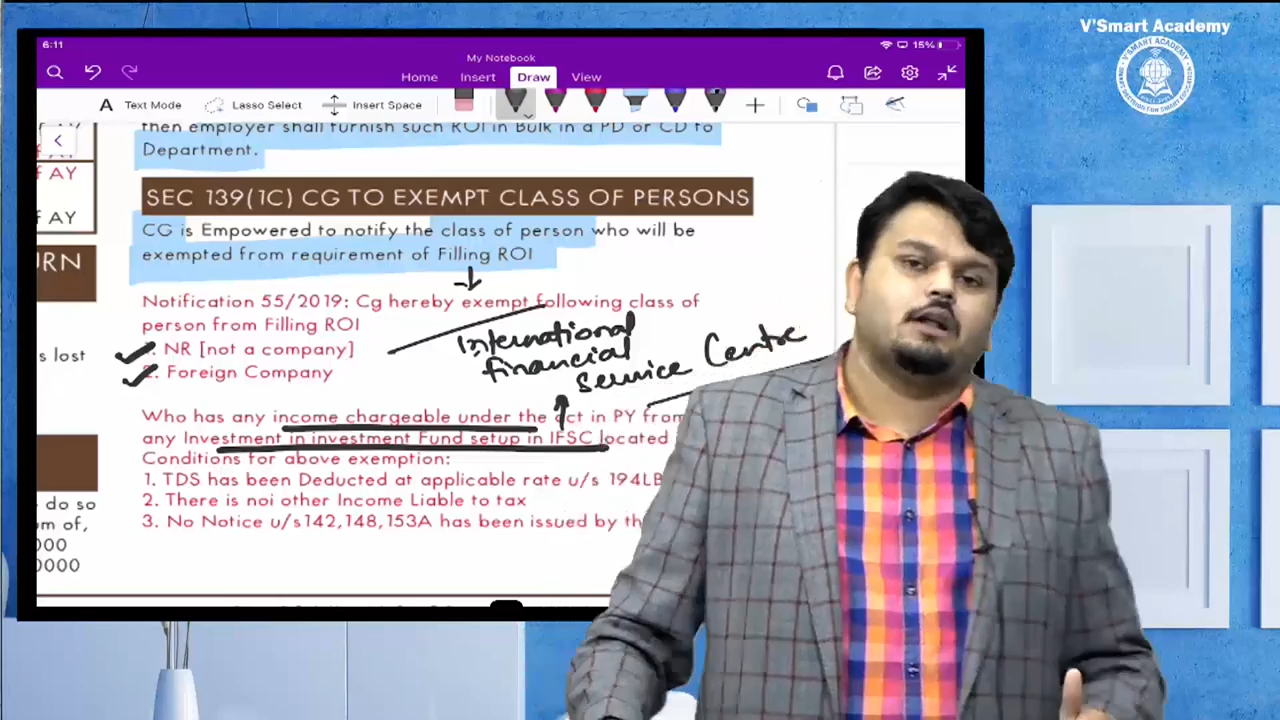 V'Smart Academy
6:11
15%
My Notebook
Home Insert Draw View
A Text Mode Lasso Select Insert Space
then employer shall furnish such ROI in Bulk in a PD or CD to
Department.
SEC 139(1C) CG TO EXEMPT CLASS OF PERSONS
CG is Empowered to notify the class of person who will be
exempted from requirement of Filling ROI
Notification 55/2019: Cg hereby exempt following class of
person from Filling ROI
1. NR [not a company]
2. Foreign Company
International
financial
Service Centre
Who has any income chargeable under the act in PY from
any Investment in investment Fund setup in IFSC located
Conditions for above exemption:
1. TDS has been Deducted at applicable rate u/s 194LB
2. There is noi other Income Liable to tax
3. No Notice u/s142,148,153A has been issued by th
f AY
f AY
URN
s lost
do so
um of,
000
0000